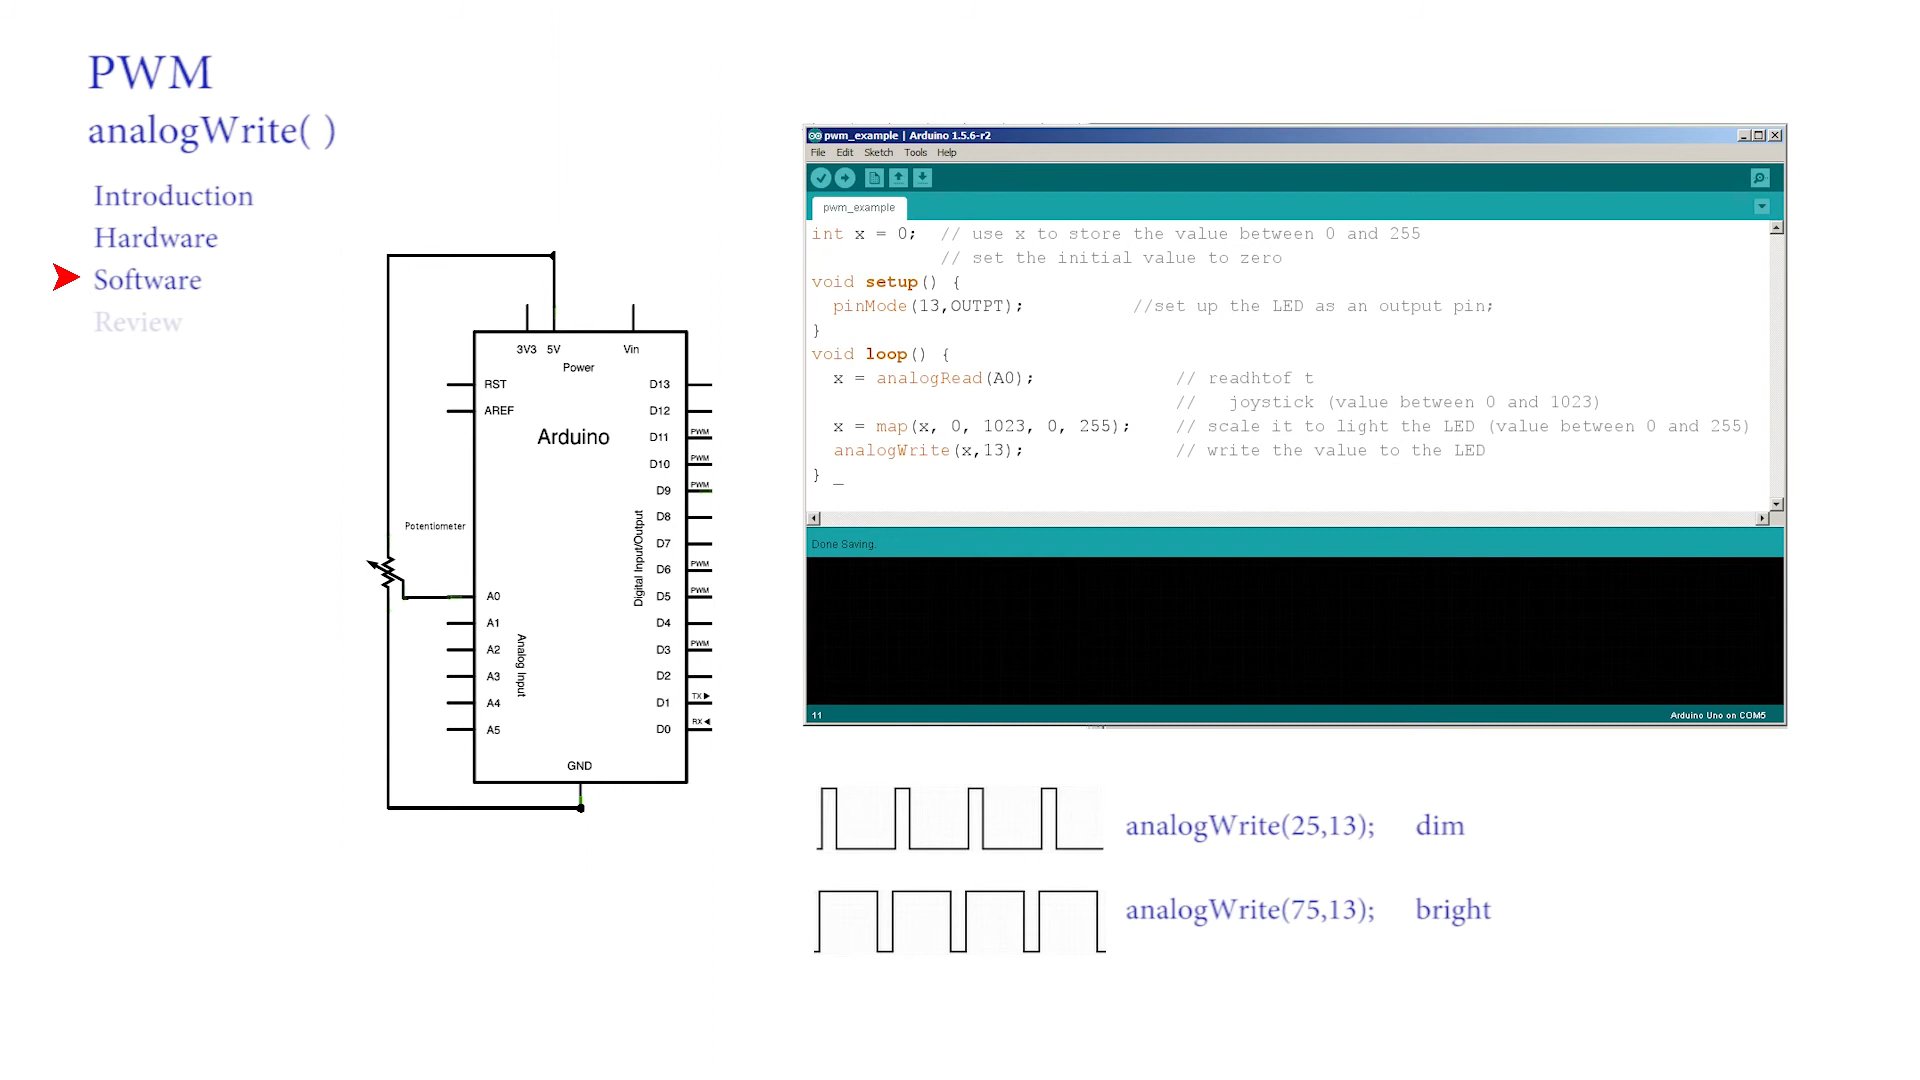 PWM
analogWrite( )
Introduction
Hardware
Software
Review
3V3 5V Vin
Power
RST
AREF
Arduino
Potentiometer
A0
A1
A2
A3
A4
A5
Analog Input
Digital Input/Output
D13
D12
D11 PWM
D10 PWM
D9 PWM
D8
D7
D6 PWM
D5 PWM
D4
D3 PWM
D2
D1 TX
D0 RX
GND
pwm_example | Arduino 1.5.6-r2
File Edit Sketch Tools Help
pwm_example
int x = 0; // use x to store the value between 0 and 255
// set the initial value to zero
void setup() {
pinMode(13,OUTPT); //set up the LED as an output pin;
}
void loop() {
x = analogRead(A0); // readhtof t
// joystick (value between 0 and 1023)
x = map(x, 0, 1023, 0, 255); // scale it to light the LED (value between 0 and 255)
analogWrite(x,13); // write the value to the LED
} _
Done Saving.
11 Arduino Uno on COM5
analogWrite(25,13); dim
analogWrite(75,13); bright